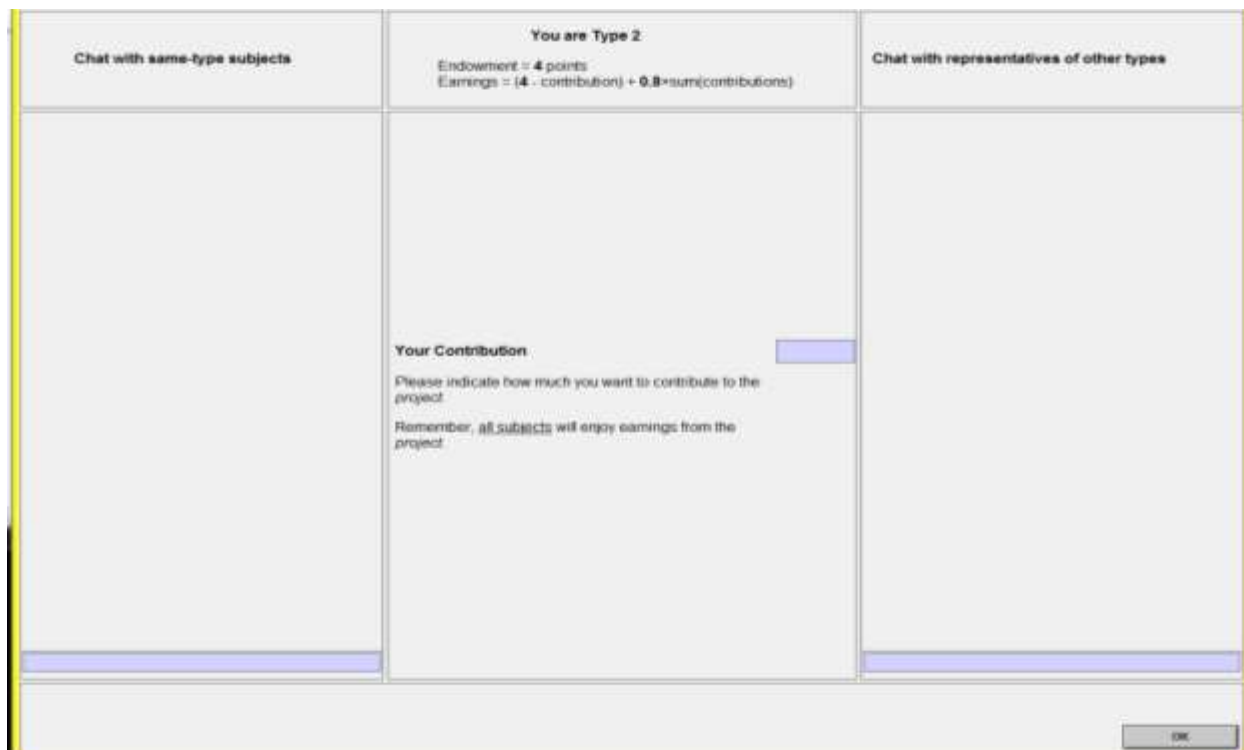 Chat with same-type subjects
You are Type 2
Endowment = 4 points
Earnings = (4 - contribution) + 0.8*sum(contributions)
Chat with representatives of other types
Your Contribution
Please indicate how much you want to contribute to the
project
Remember, all subjects will enjoy earnings from the
project
OK